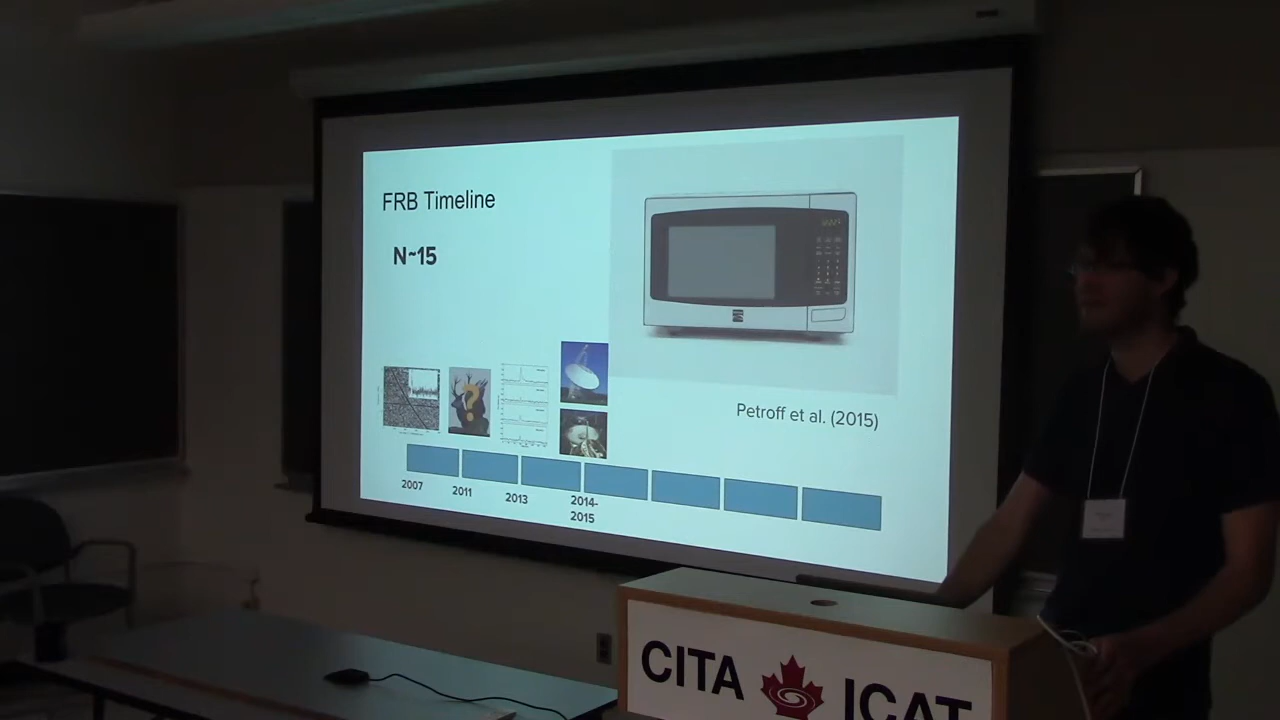 FRB Timeline
N~15
?
Petroff et al. (2015)
2007
2011
2013
2014-
2015
CITA ICAT